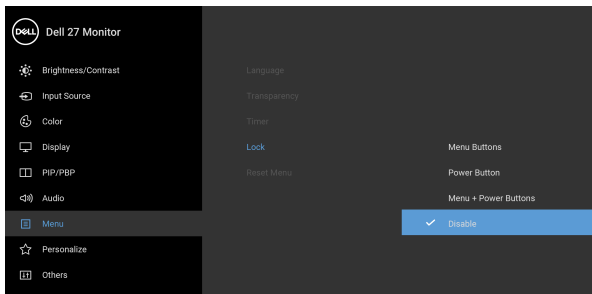 DELL Dell 27 Monitor
Brightness/Contrast
Language
Input Source
Transparency
Color
Timer
Display
Lock
Menu Buttons
PIP/PBP
Reset Menu
Power Button
Audio
Menu + Power Buttons
Menu
Disable
Personalize
Others